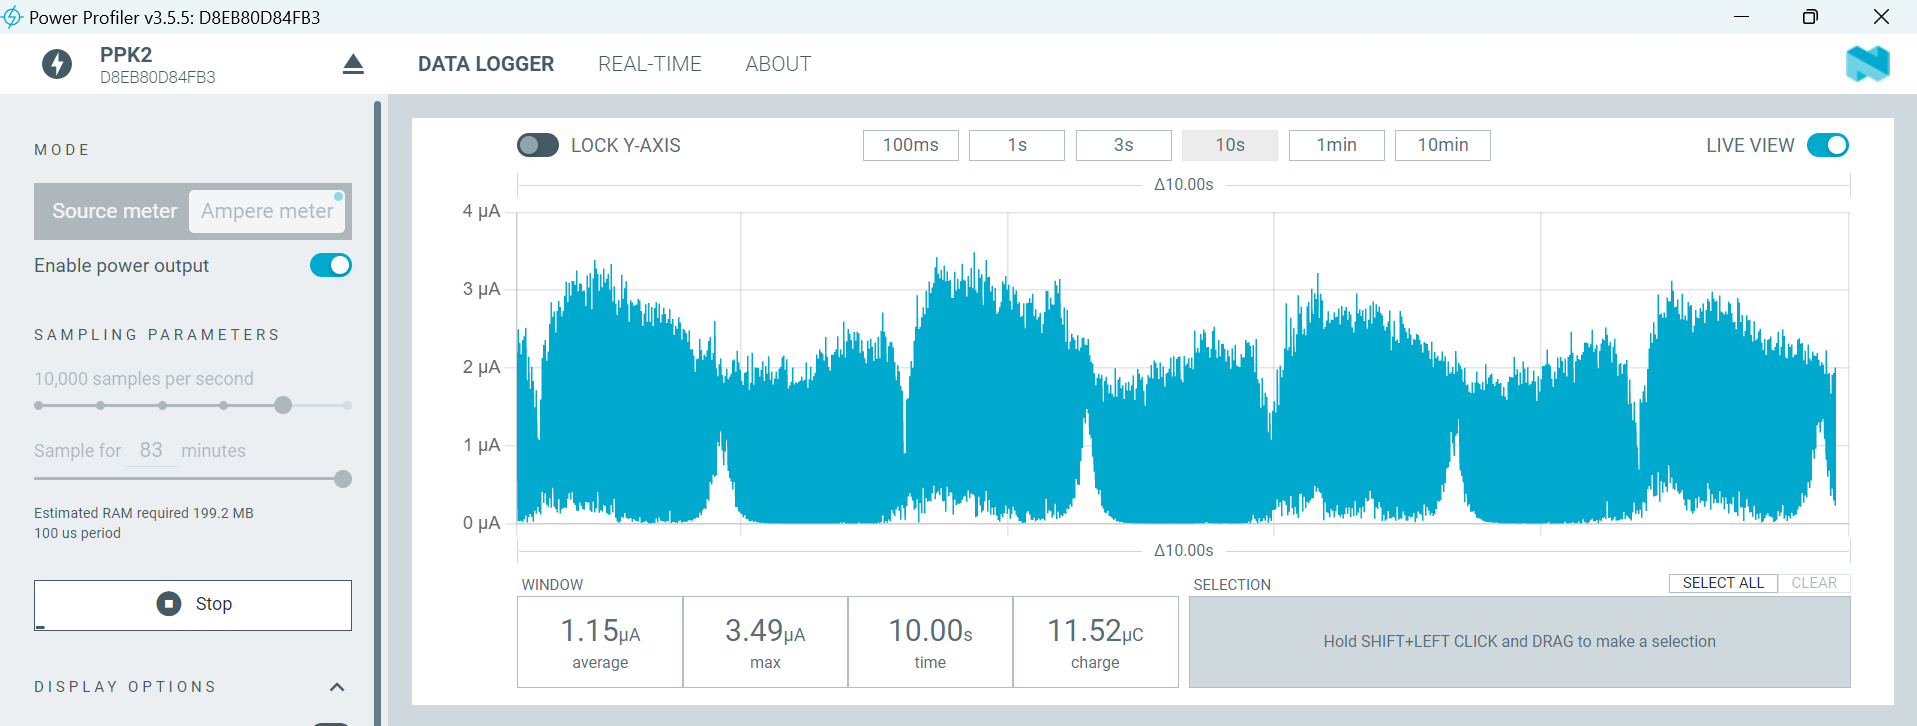 Power Profiler v3.5.5: D8EB80D84FB3
PPK2
D8EB80D84FB3
DATA LOGGER
REAL-TIME
ABOUT
MODE
Source meter
Ampere meter
Enable power output
SAMPLING PARAMETERS
10,000 samples per second
Sample for 83 minutes
Estimated RAM required 199.2 MB
100 us period
Stop
DISPLAY OPTIONS
LOCK Y-AXIS
100ms
1s
3s
10s
1min
10min
LIVE VIEW
Δ10.00s
4 µA
3 µA
2 µA
1 µA
0 µA
Δ10.00s
WINDOW
1.15µA
average
3.49µA
max
10.00s
time
11.52µC
charge
SELECTION
SELECT ALL
CLEAR
Hold SHIFT+LEFT CLICK and DRAG to make a selection